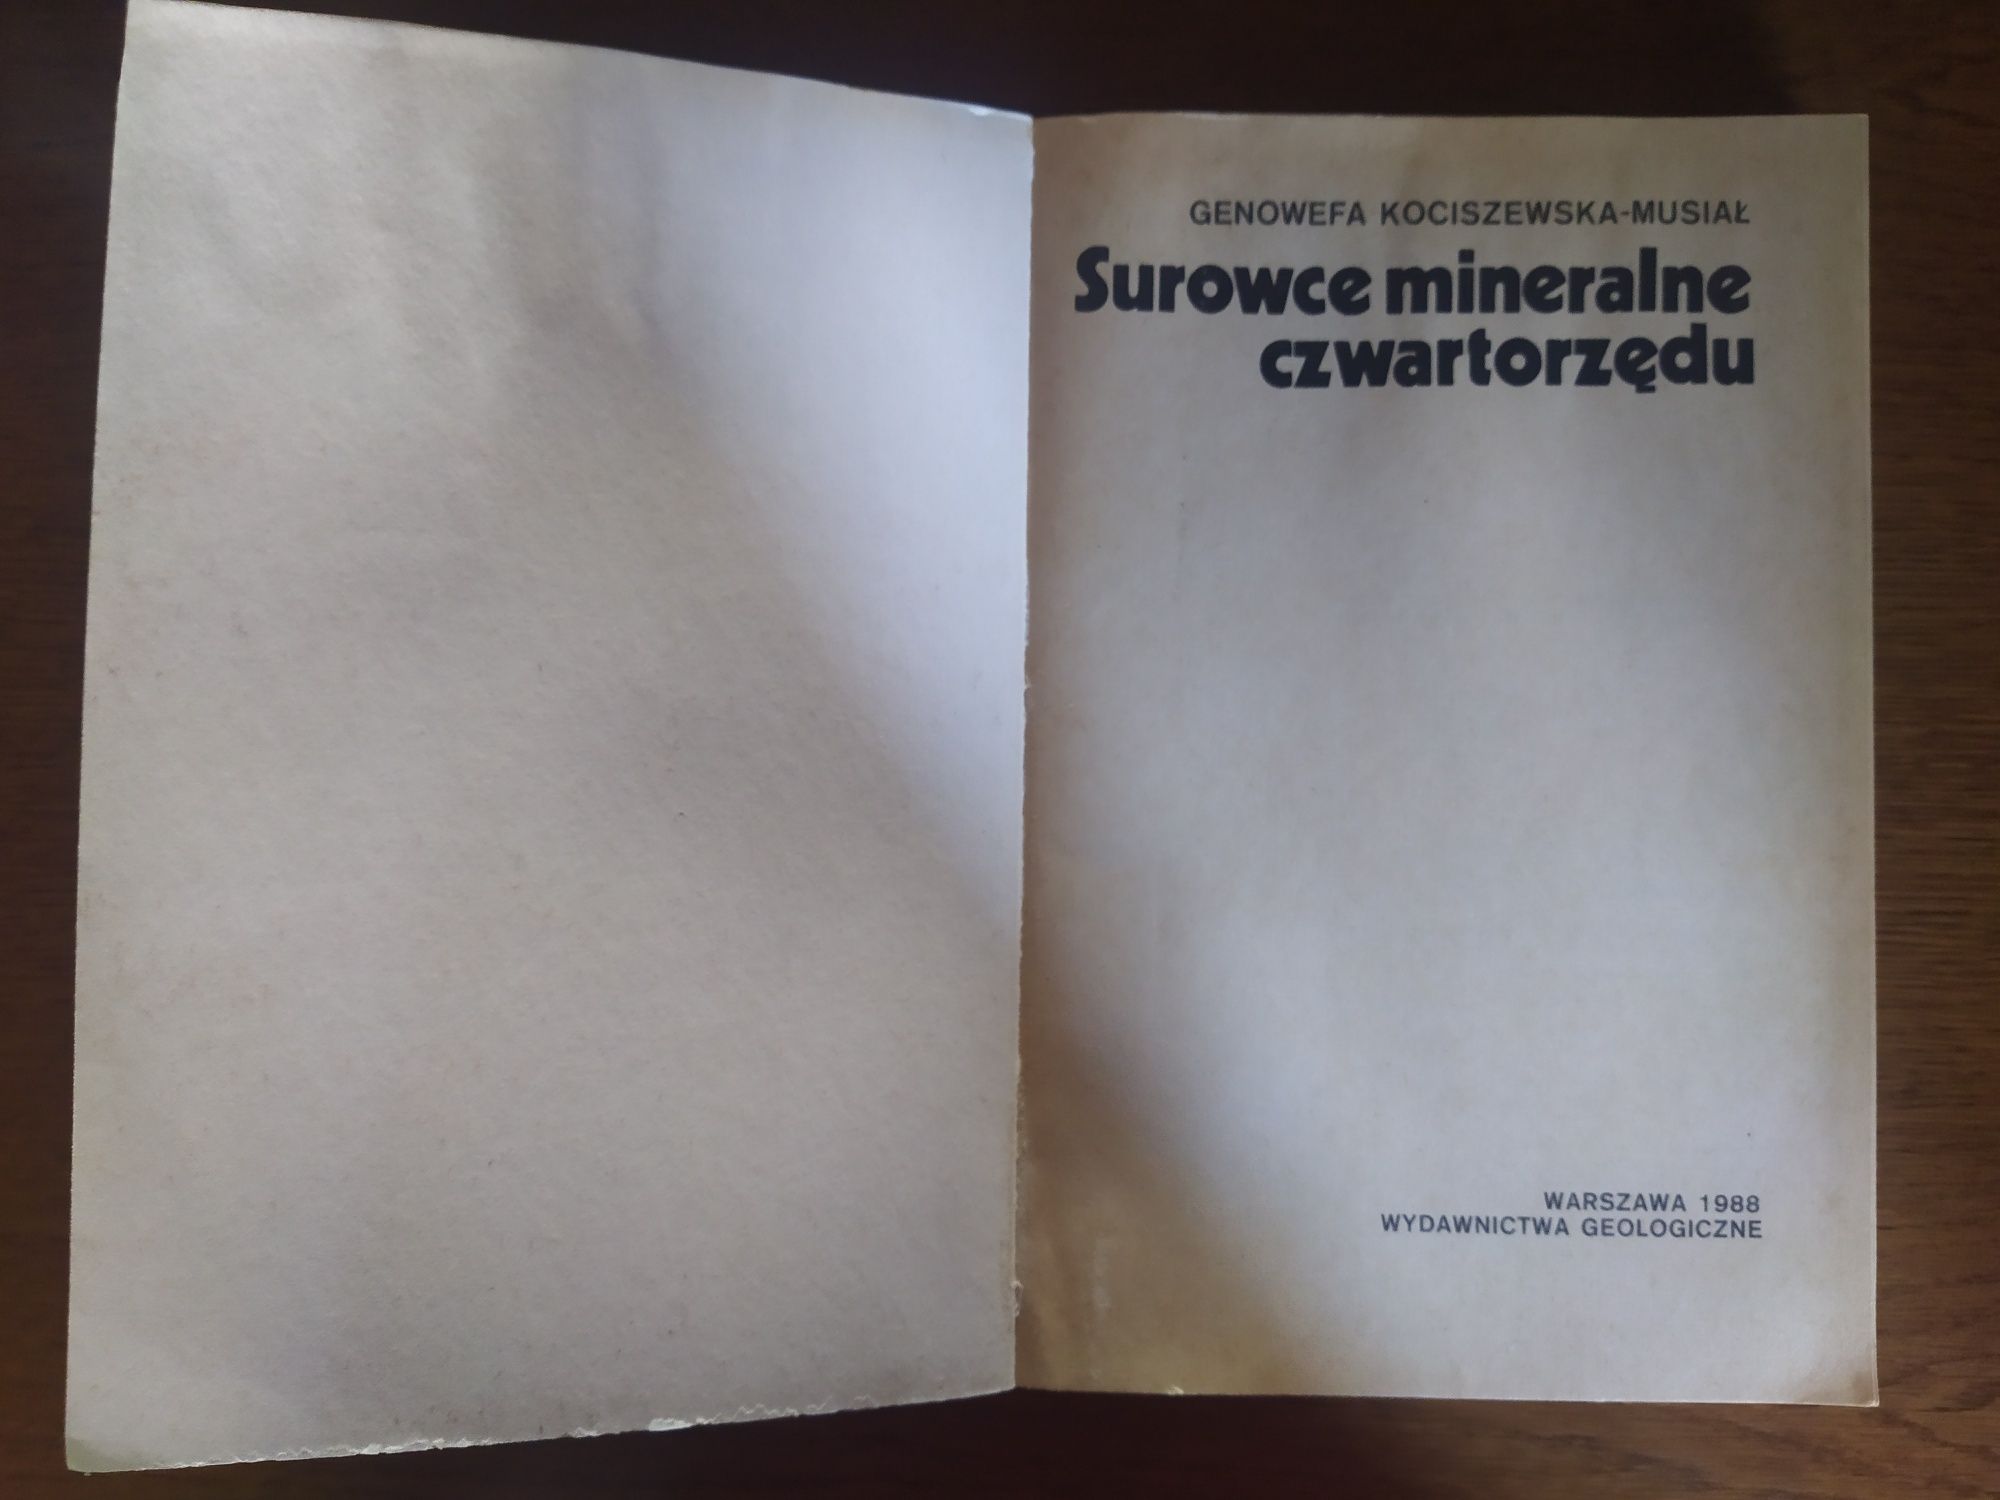 GENOWEFA KOCISZEWSKA-MUSIAŁ
Surowce mineralne
czwartorzędu
WARSZAWA 1988
WYDAWNICTWA GEOLOGICZNE